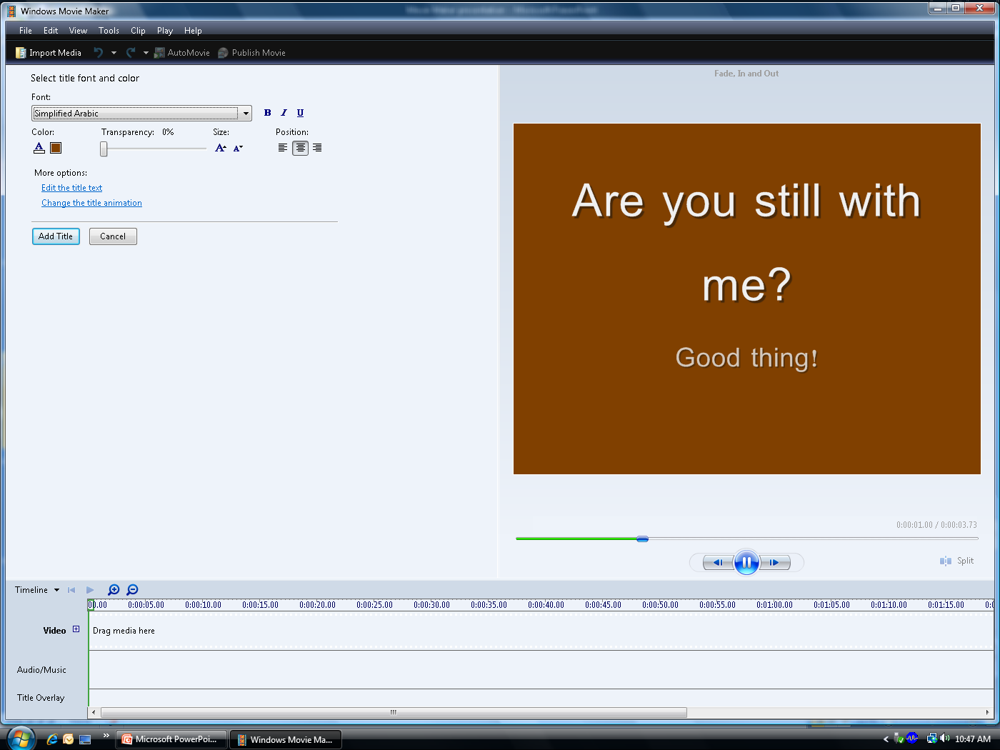 Windows Movie Maker
File Edit View Tools Clip Play Help
Import Media AutoMovie Publish Movie
Select title font and color
Font:
Simplified Arabic
B I U
Color: Transparency: 0% Size: Position:
A A A
More options:
Edit the title text
Change the title animation
Add Title Cancel
Fade, In and Out
Are you still with
me?
Good thing!
0:00:01.00 / 0:00:03.73
Split
Timeline
00.00 0:00:05.00 0:00:10.00 0:00:15.00 0:00:20.00 0:00:25.00 0:00:30.00 0:00:35.00 0:00:40.00 0:00:45.00 0:00:50.00 0:00:55.00 0:01:00.00 0:01:05.00 0:01:10.00 0:01:15.00
Video Drag media here
Audio/Music
Title Overlay
Microsoft PowerPoi... Windows Movie Ma... 10:47 AM